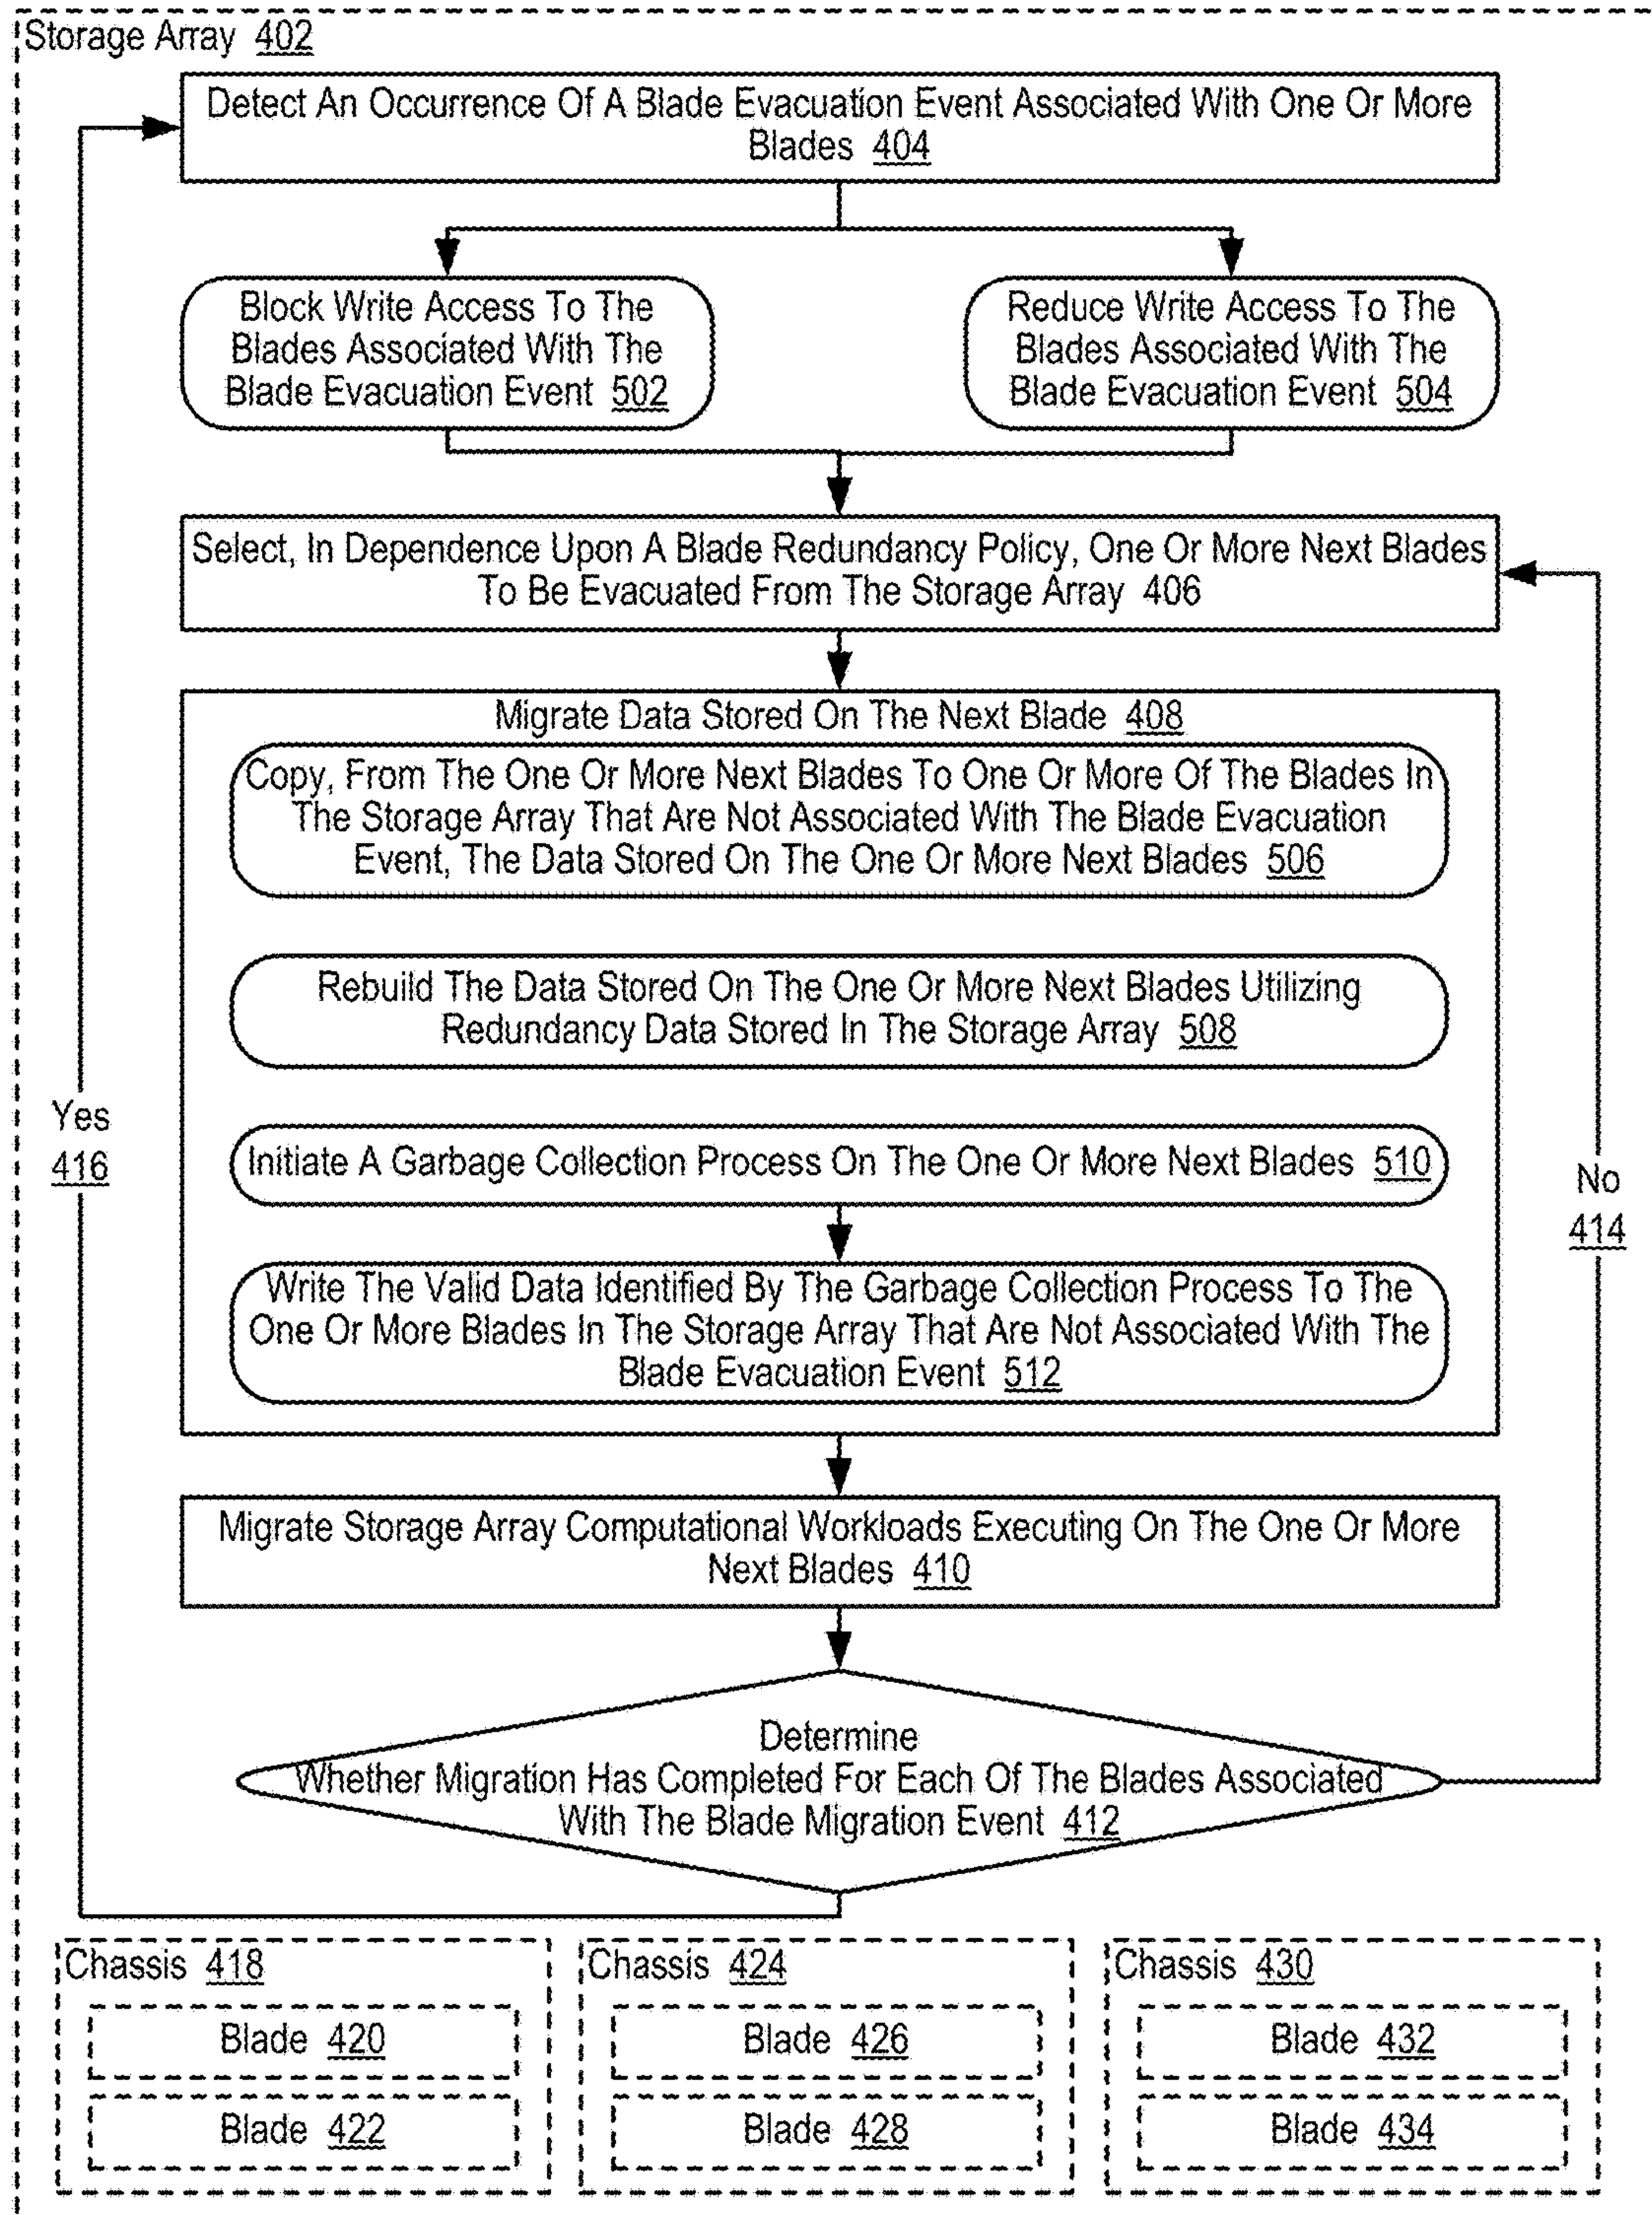 Storage Array 402
Detect An Occurrence Of A Blade Evacuation Event Associated With One Or More
Blades 404
Block Write Access To The
Blades Associated With The
Blade Evacuation Event 502
Reduce Write Access To The
Blades Associated With The
Blade Evacuation Event 504
Select, In Dependence Upon A Blade Redundancy Policy, One Or More Next Blades
To Be Evacuated From The Storage Array 406
Migrate Data Stored On The Next Blade 408
Copy, From The One Or More Next Blades To One Or More Of The Blades In
The Storage Array That Are Not Associated With The Blade Evacuation
Event, The Data Stored On The One Or More Next Blades 506
Rebuild The Data Stored On The One Or More Next Blades Utilizing
Redundancy Data Stored In The Storage Array 508
Yes
416
Initiate A Garbage Collection Process On The One Or More Next Blades 510
No
414
Write The Valid Data Identified By The Garbage Collection Process To The
One Or More Blades In The Storage Array That Are Not Associated With The
Blade Evacuation Event 512
Migrate Storage Array Computational Workloads Executing On The One Or More
Next Blades 410
Determine
Whether Migration Has Completed For Each Of The Blades Associated
With The Blade Migration Event 412
Chassis 418
Blade 420
Blade 422
Chassis 424
Blade 426
Blade 428
Chassis 430
Blade 432
Blade 434